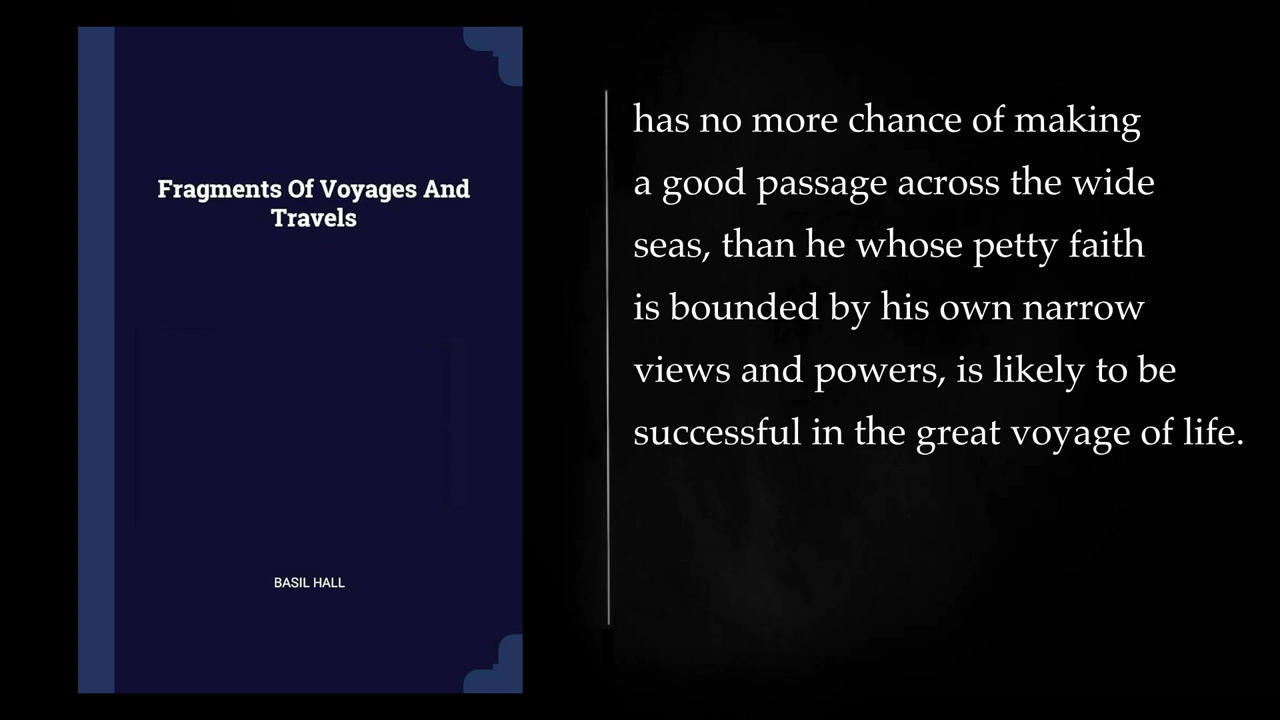 Fragments Of Voyages And
Travels
BASIL HALL
has no more chance of making
a good passage across the wide
seas, than he whose petty faith
is bounded by his own narrow
views and powers, is likely to be
successful in the great voyage of life.